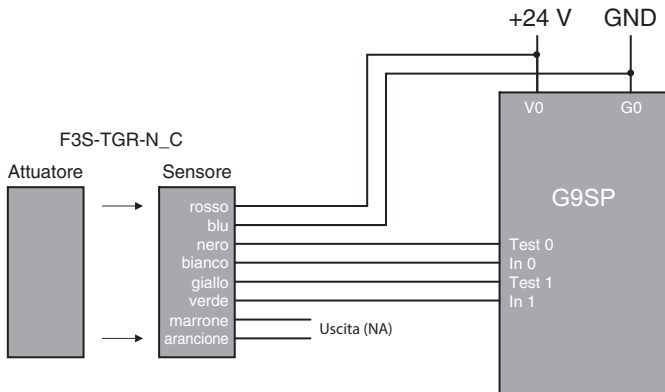 +24 V GND
V0 G0
F3S-TGR-N_C
Attuatore Sensore
G9SP
rosso
blu
nero Test 0
bianco In 0
giallo Test 1
verde In 1
marrone
arancione
Uscita (NA)